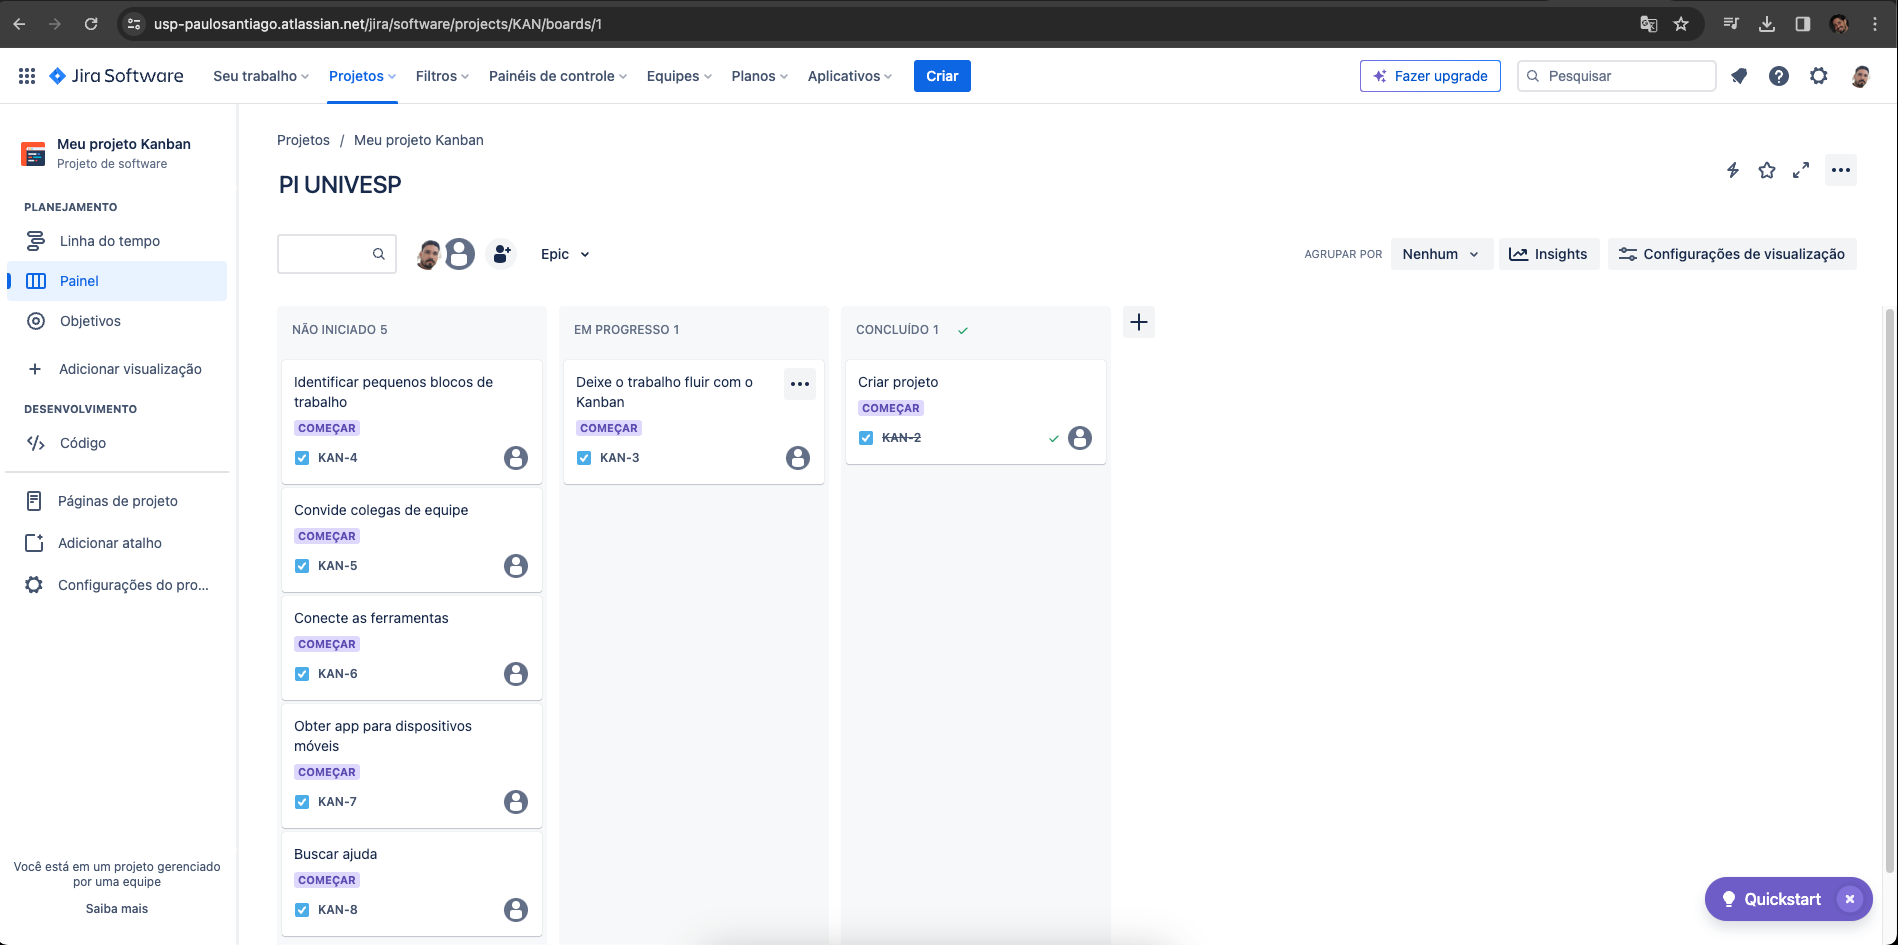 usp-paulosantiago.atlassian.net/jira/software/projects/KAN/boards/1
Jira Software
Seu trabalho
Projetos
Filtros
Painéis de controle
Equipes
Planos
Aplicativos
Criar
Fazer upgrade
Pesquisar
Meu projeto Kanban
Projeto de software
PLANEJAMENTO
Linha do tempo
Painel
Objetivos
Adicionar visualização
DESENVOLVIMENTO
Código
Páginas de projeto
Adicionar atalho
Configurações do pro...
Você está em um projeto gerenciado
por uma equipe
Saiba mais
Projetos / Meu projeto Kanban
PI UNIVESP
Epic
AGRUPAR POR
Nenhum
Insights
Configurações de visualização
NÃO INICIADO 5
Identificar pequenos blocos de
trabalho
COMEÇAR
KAN-4
Convide colegas de equipe
COMEÇAR
KAN-5
Conecte as ferramentas
COMEÇAR
KAN-6
Obter app para dispositivos
móveis
COMEÇAR
KAN-7
Buscar ajuda
COMEÇAR
KAN-8
EM PROGRESSO 1
Deixe o trabalho fluir com o
Kanban
COMEÇAR
KAN-3
CONCLUÍDO 1
Criar projeto
COMEÇAR
KAN-2
Quickstart